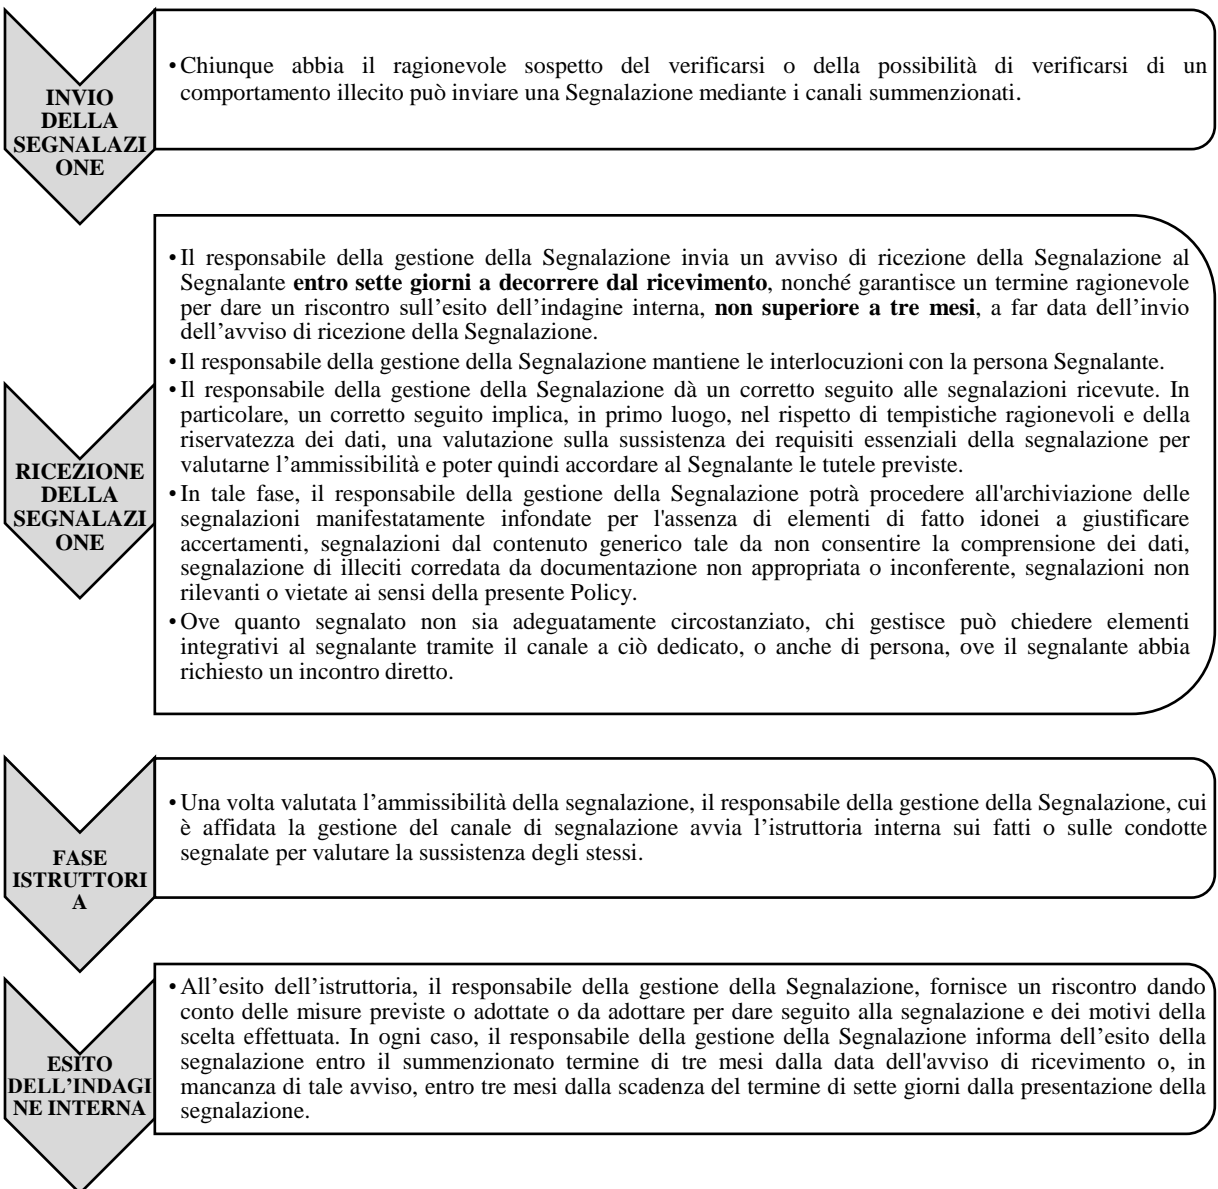 INVIO
DELLA
SEGNALAZI
ONE
•Chiunque abbia il ragionevole sospetto del verificarsi o della possibilità di verificarsi di un
comportamento illecito può inviare una Segnalazione mediante i canali summenzionati.
RICEZIONE
DELLA
SEGNALAZI
ONE
•Il responsabile della gestione della Segnalazione invia un avviso di ricezione della Segnalazione al
Segnalante entro sette giorni a decorrere dal ricevimento, nonché garantisce un termine ragionevole
per dare un riscontro sull’esito dell’indagine interna, non superiore a tre mesi, a far data dell’invio
dell’avviso di ricezione della Segnalazione.
•Il responsabile della gestione della Segnalazione mantiene le interlocuzioni con la persona Segnalante.
•Il responsabile della gestione della Segnalazione dà un corretto seguito alle segnalazioni ricevute. In
particolare, un corretto seguito implica, in primo luogo, nel rispetto di tempistiche ragionevoli e della
riservatezza dei dati, una valutazione sulla sussistenza dei requisiti essenziali della segnalazione per
valutarne l’ammissibilità e poter quindi accordare al Segnalante le tutele previste.
•In tale fase, il responsabile della gestione della Segnalazione potrà procedere all'archiviazione delle
segnalazioni manifestatamente infondate per l'assenza di elementi di fatto idonei a giustificare
accertamenti, segnalazioni dal contenuto generico tale da non consentire la comprensione dei dati,
segnalazione di illeciti corredata da documentazione non appropriata o inconferente, segnalazioni non
rilevanti o vietate ai sensi della presente Policy.
•Ove quanto segnalato non sia adeguatamente circostanziato, chi gestisce può chiedere elementi
integrativi al segnalante tramite il canale a ciò dedicato, o anche di persona, ove il segnalante abbia
richiesto un incontro diretto.
FASE
ISTRUTTORI
A
•Una volta valutata l’ammissibilità della segnalazione, il responsabile della gestione della Segnalazione, cui
è affidata la gestione del canale di segnalazione avvia l’istruttoria interna sui fatti o sulle condotte
segnalate per valutare la sussistenza degli stessi.
ESITO
DELL’INDAGI
NE INTERNA
•All’esito dell’istruttoria, il responsabile della gestione della Segnalazione, fornisce un riscontro dando
conto delle misure previste o adottate o da adottare per dare seguito alla segnalazione e dei motivi della
scelta effettuata. In ogni caso, il responsabile della gestione della Segnalazione informa dell’esito della
segnalazione entro il summenzionato termine di tre mesi dalla data dell'avviso di ricevimento o, in
mancanza di tale avviso, entro tre mesi dalla scadenza del termine di sette giorni dalla presentazione della
segnalazione.